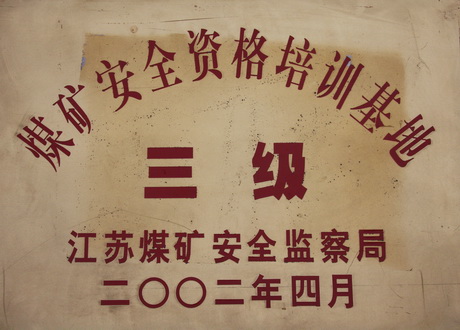 煤矿安全资格培训基地
三级
江苏煤矿安全监察局
二〇〇二年四月